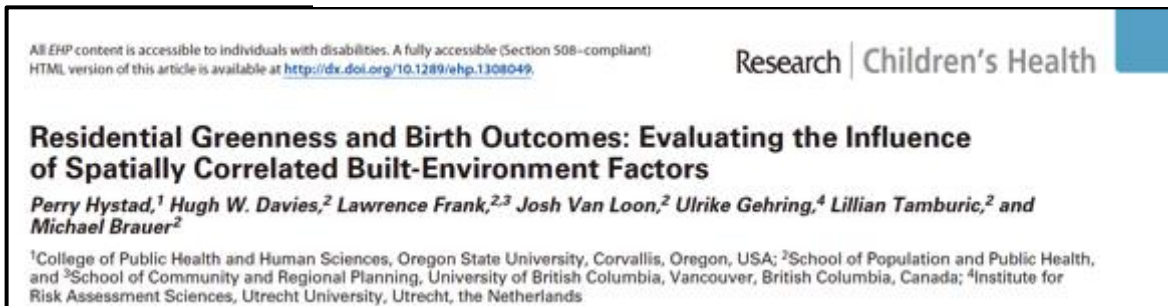 All EHP content is accessible to individuals with disabilities. A fully accessible (Section 508–compliant)
HTML version of this article is available at http://dx.doi.org/10.1289/ehp.1308049.
Research | Children's Health
Residential Greenness and Birth Outcomes: Evaluating the Influence
of Spatially Correlated Built-Environment Factors
Perry Hystad,1 Hugh W. Davies,2 Lawrence Frank,2,3 Josh Van Loon,2 Ulrike Gehring,4 Lillian Tamburic,2 and
Michael Brauer2
1College of Public Health and Human Sciences, Oregon State University, Corvallis, Oregon, USA; 2School of Population and Public Health,
and 3School of Community and Regional Planning, University of British Columbia, Vancouver, British Columbia, Canada; 4Institute for
Risk Assessment Sciences, Utrecht University, Utrecht, the Netherlands